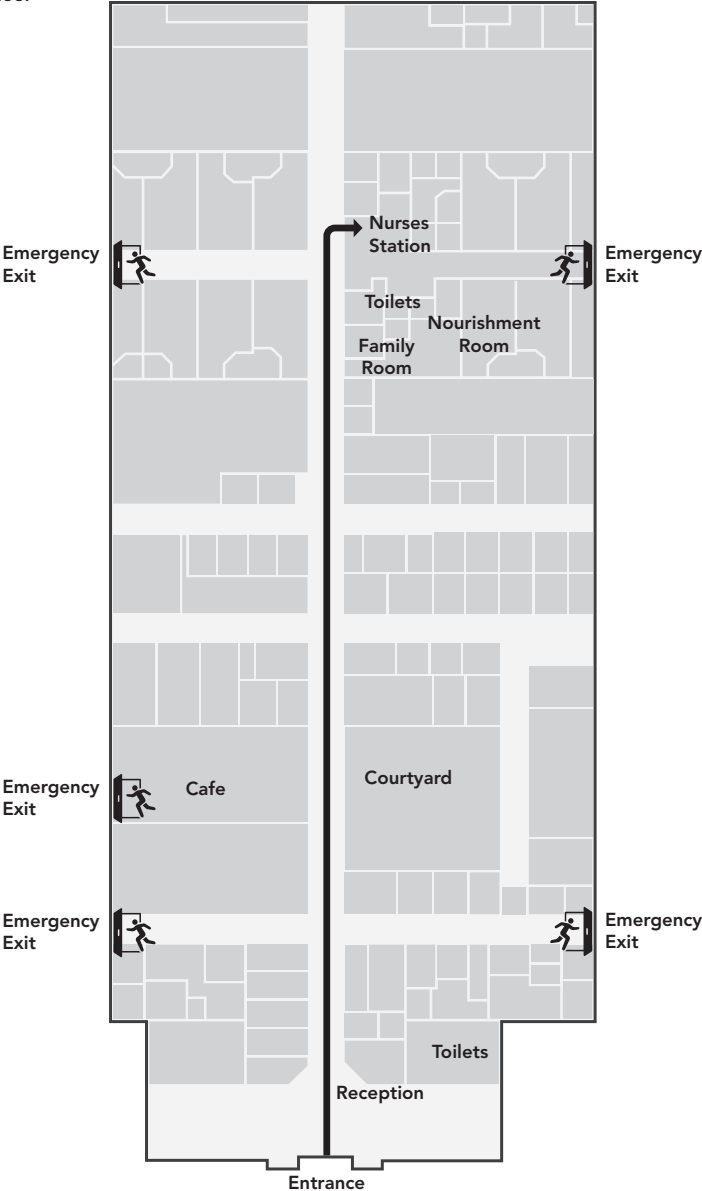 Nurses
Station
Emergency
Exit
Emergency
Exit
Toilets
Nourishment
Room
Family
Room
Emergency
Exit
Cafe
Courtyard
Emergency
Exit
Emergency
Exit
Toilets
Reception
Entrance